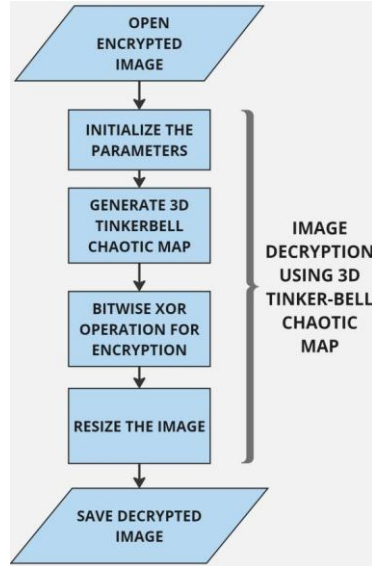 OPEN
ENCRYPTED
IMAGE
INITIALIZE THE
PARAMETERS
GENERATE 3D
TINKERBELL
CHAOTIC MAP
BITWISE XOR
OPERATION FOR
ENCRYPTION
RESIZE THE IMAGE
SAVE DECRYPTED
IMAGE
IMAGE
DECRYPTION
USING 3D
TINKER-BELL
CHAOTIC
MAP